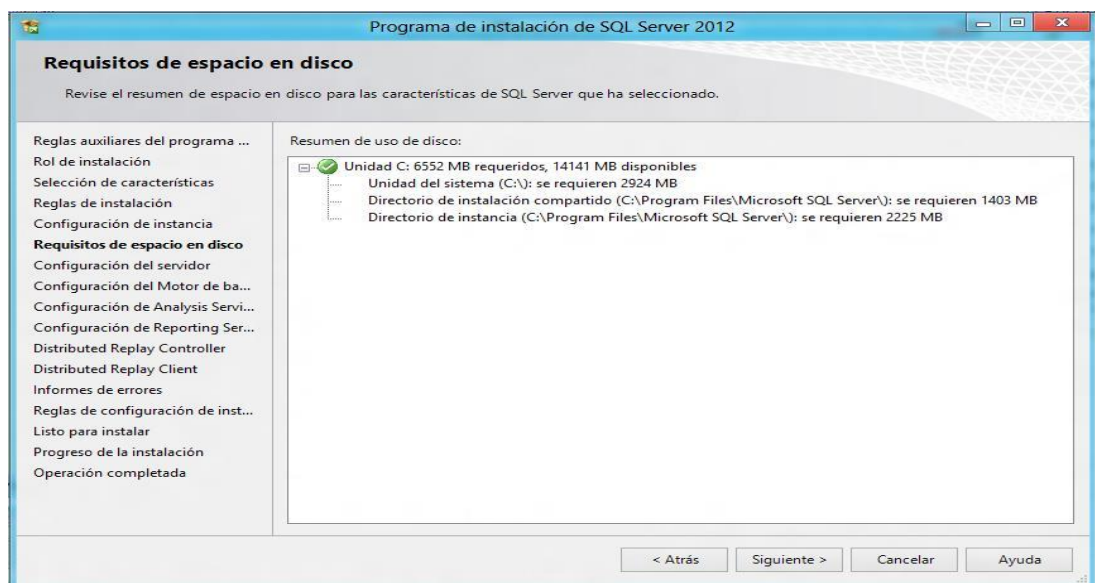 Programa de instalación de SQL Server 2012
Requisitos de espacio en disco
Revise el resumen de espacio en disco para las características de SQL Server que ha seleccionado.
Reglas auxiliares del programa ...
Rol de instalación
Selección de características
Reglas de instalación
Configuración de instancia
Requisitos de espacio en disco
Configuración del servidor
Configuración del Motor de ba...
Configuración de Analysis Servi...
Configuración de Reporting Ser...
Distributed Replay Controller
Distributed Replay Client
Informes de errores
Reglas de configuración de inst...
Listo para instalar
Progreso de la instalación
Operación completada
Resumen de uso de disco:
Unidad C: 6552 MB requeridos, 14141 MB disponibles
Unidad del sistema (C:\): se requieren 2924 MB
Directorio de instalación compartido (C:\Program Files\Microsoft SQL Server\): se requieren 1403 MB
Directorio de instancia (C:\Program Files\Microsoft SQL Server\): se requieren 2225 MB
< Atrás Siguiente > Cancelar Ayuda